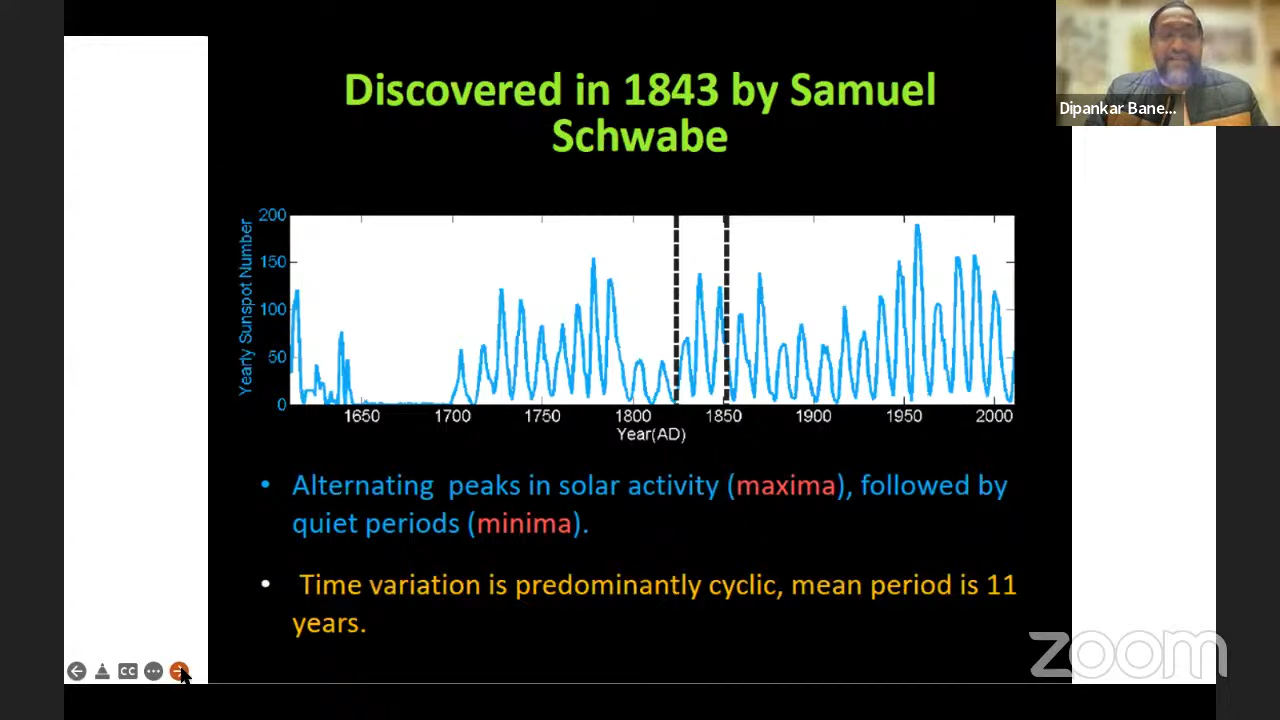 Discovered in 1843 by Samuel
Schwabe
Dipankar Bane...
Yearly Sunspot Number
200
150
100
50
0
1650 1700 1750 1800 1850 1900 1950 2000
Year(AD)
• Alternating peaks in solar activity (maxima), followed by
quiet periods (minima).
• Time variation is predominantly cyclic, mean period is 11
years.
CC
zoom